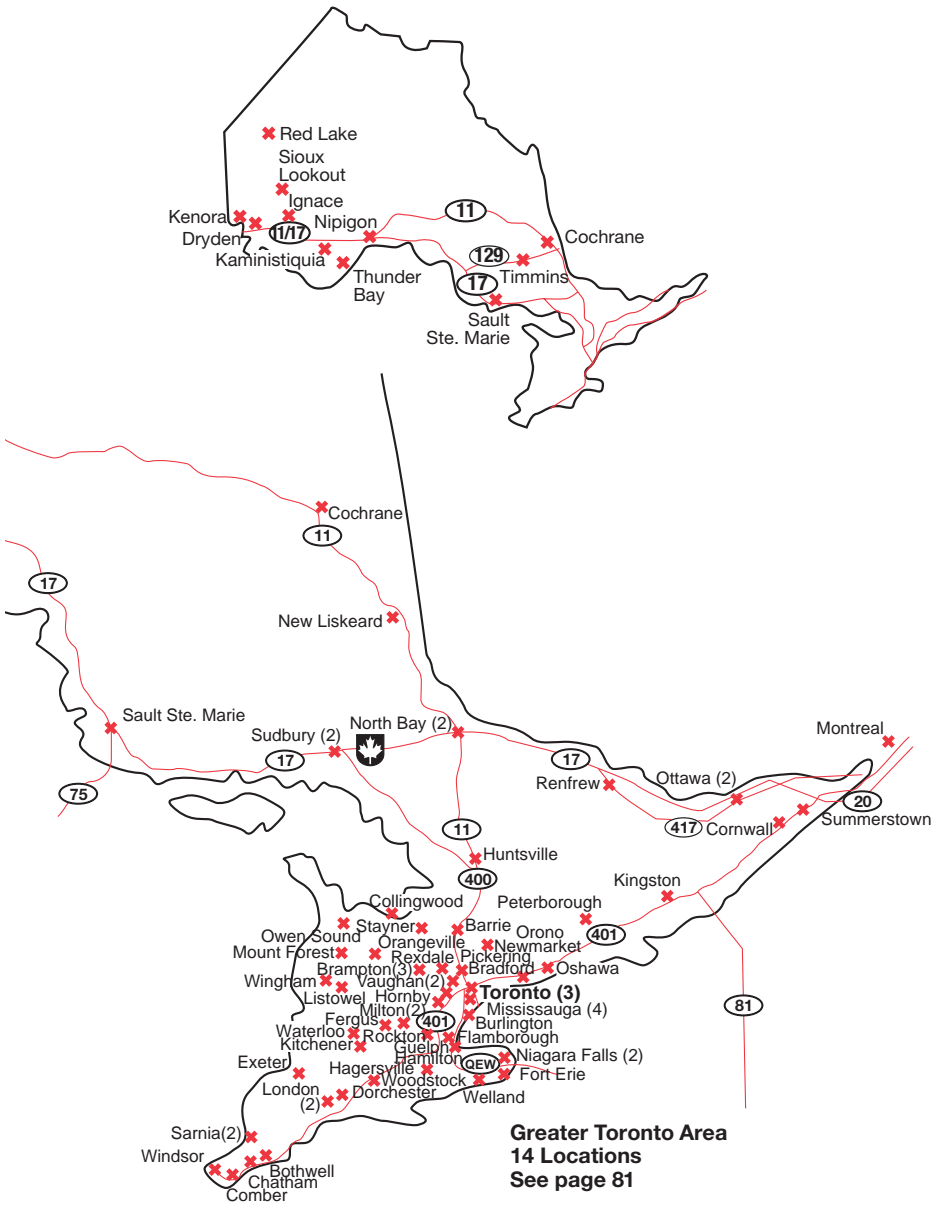 Red Lake
Sioux
Lookout
Ignace
Kenora
Nipigon
11
Cochrane
Dryden
11/17
Kaministiquia
129
Timmins
Thunder
Bay
17
Sault
Ste. Marie
Cochrane
11
17
New Liskeard
Sault Ste. Marie
North Bay (2)
Sudbury (2)
Montreal
17
17
Renfrew
Ottawa (2)
75
20
417
Cornwall
Summerstown
11
Huntsville
400
Kingston
Collingwood
Peterborough
Stayner
Barrie
Orono
401
Owen Sound
Orangeville
Newmarket
Mount Forest
Rexdale
Pickering
Brampton(3)
Bradford
Oshawa
Wingham
Vaughan(2)
Listowel
Hornby
Toronto (3)
81
Milton(2)
Mississauga (4)
Fergus
401
Burlington
Waterloo
Rockton
Flamborough
Kitchener
Guelph
Hamilton
QEW
Niagara Falls (2)
Exeter
Hagersville
Woodstock
Fort Erie
London
(2)
Dorchester
Welland
Sarnia(2)
Windsor
Bothwell
Chatham
Comber
Greater Toronto Area
14 Locations
See page 81